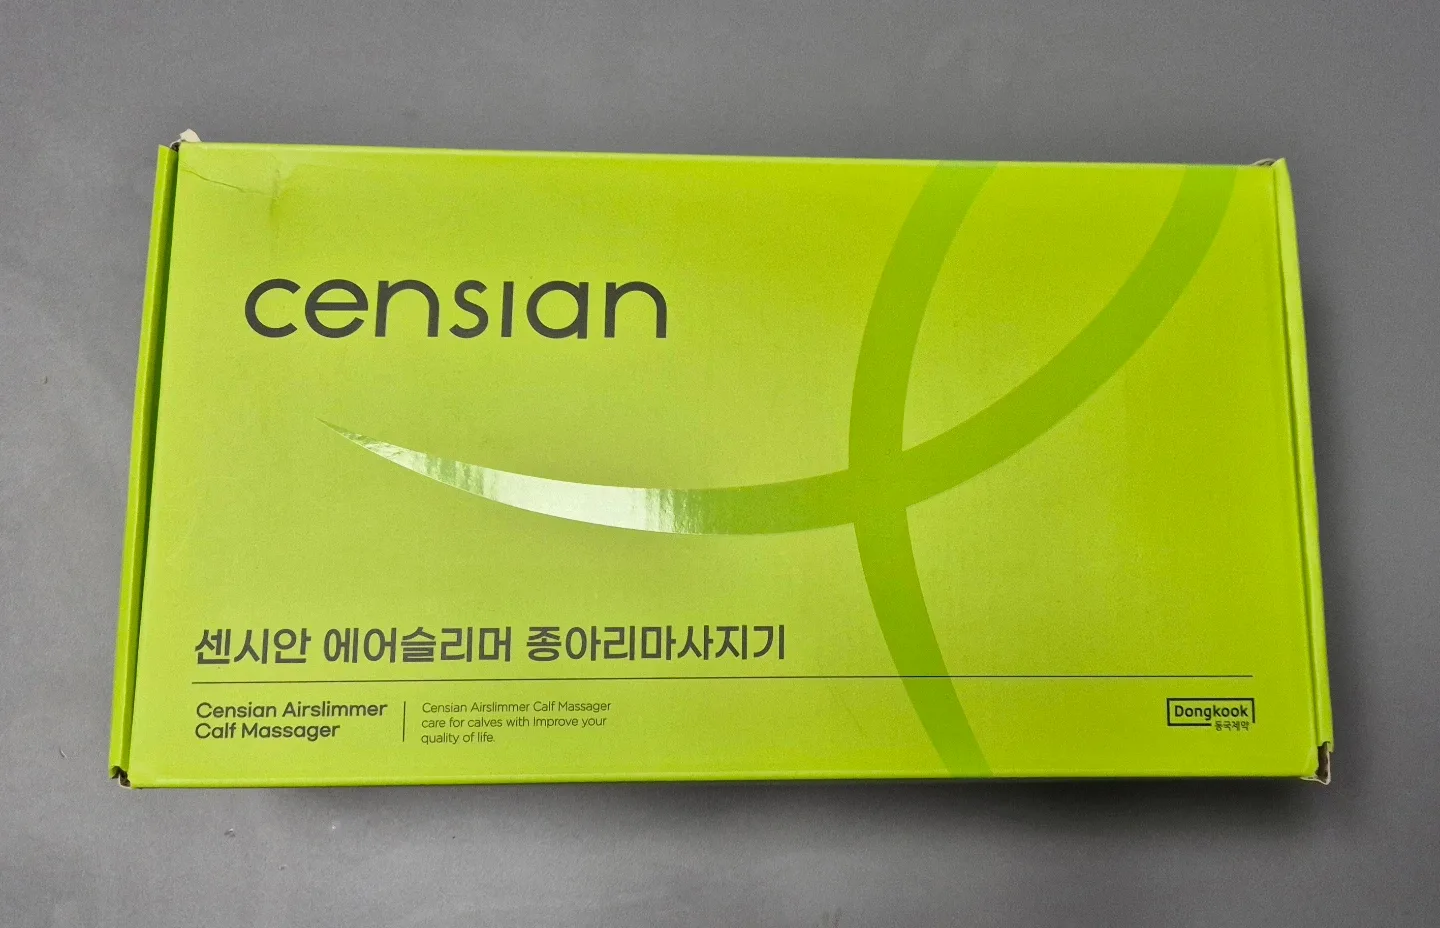 censian
센시안 에어슬리머 종아리마사지기
Censian Airslimmer
Calf Massager
Censian Airslimmer Calf Massager
care for calves with Improve your
quality of life.
Dongkook
동국제약